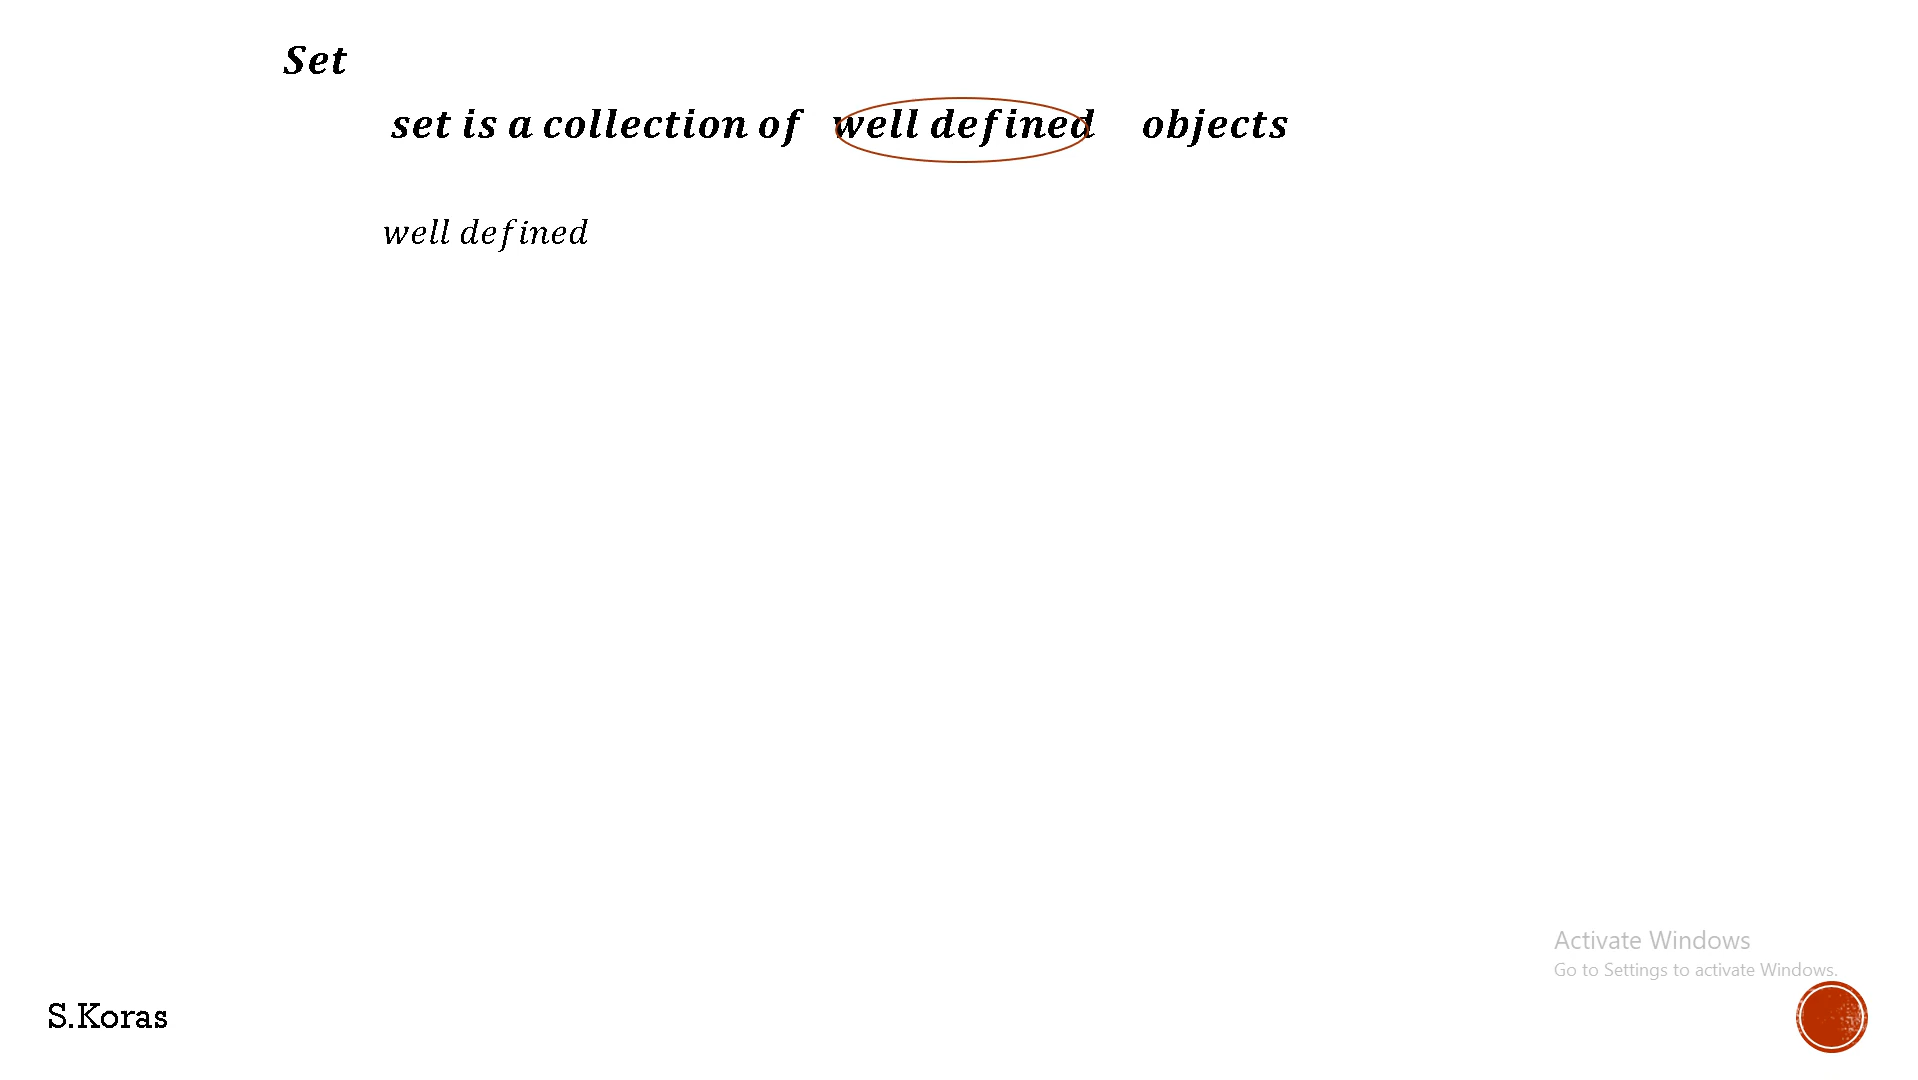 Set
set is a collection of well defined objects
well defined
Activate Windows
Go to Settings to activate Windows.
S.Koras